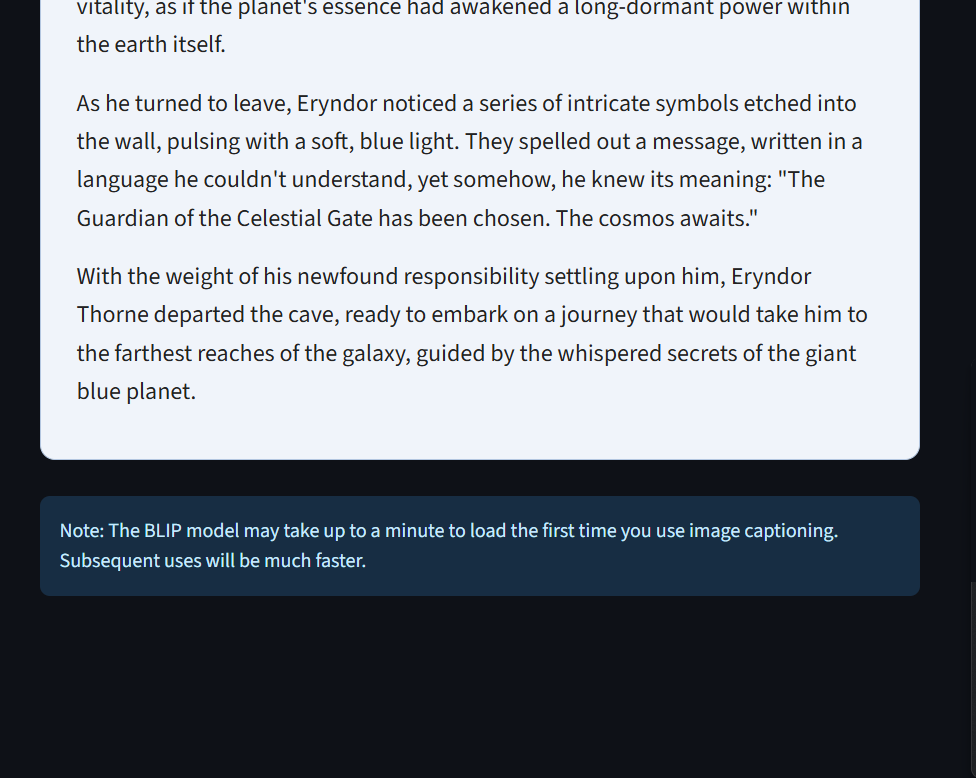 vitality, as if the planet's essence had awakened a long-dormant power within
the earth itself.
As he turned to leave, Eryndor noticed a series of intricate symbols etched into
the wall, pulsing with a soft, blue light. They spelled out a message, written in a
language he couldn't understand, yet somehow, he knew its meaning: "The
Guardian of the Celestial Gate has been chosen. The cosmos awaits."
With the weight of his newfound responsibility settling upon him, Eryndor
Thorne departed the cave, ready to embark on a journey that would take him to
the farthest reaches of the galaxy, guided by the whispered secrets of the giant
blue planet.
Note: The BLIP model may take up to a minute to load the first time you use image captioning.
Subsequent uses will be much faster.